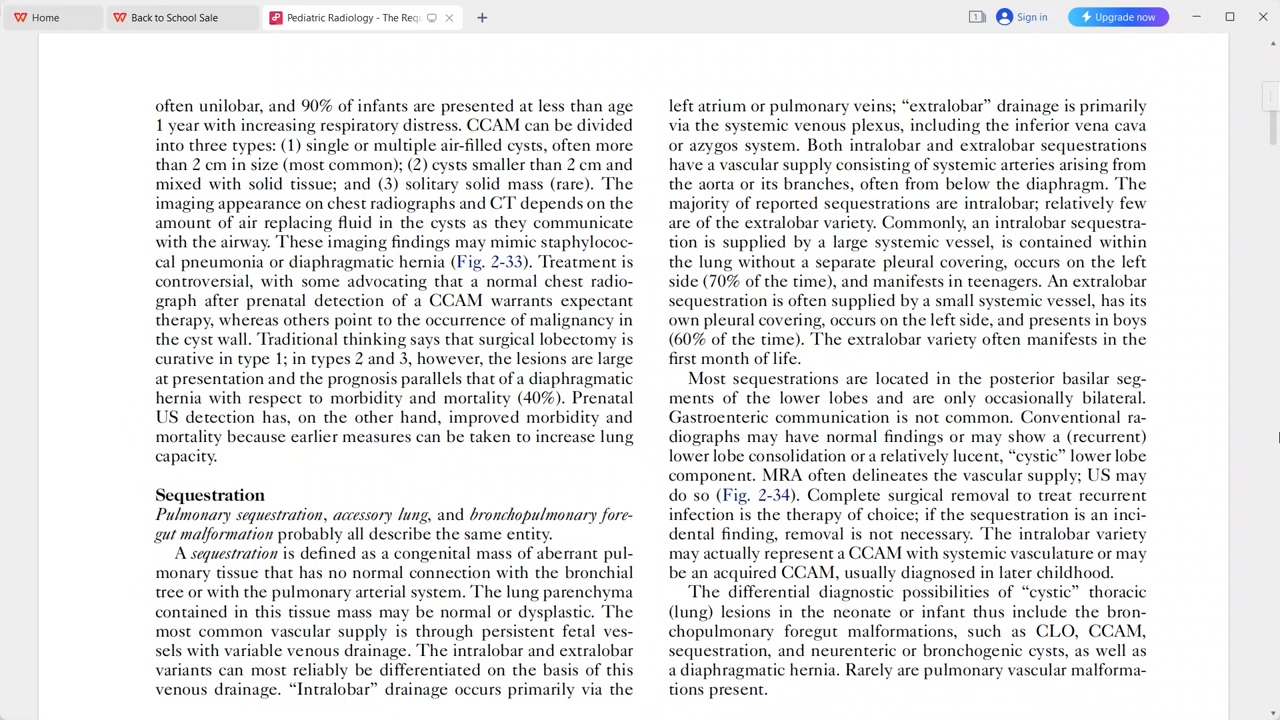 Home
Back to School Sale
Pediatric Radiology - The Req
1
Sign in
Upgrade now
often unilobar, and 90% of infants are presented at less than age
1 year with increasing respiratory distress. CCAM can be divided
into three types: (1) single or multiple air-filled cysts, often more
than 2 cm in size (most common); (2) cysts smaller than 2 cm and
mixed with solid tissue; and (3) solitary solid mass (rare). The
imaging appearance on chest radiographs and CT depends on the
amount of air replacing fluid in the cysts as they communicate
with the airway. These imaging findings may mimic staphylococ-
cal pneumonia or diaphragmatic hernia (Fig. 2-33). Treatment is
controversial, with some advocating that a normal chest radio-
graph after prenatal detection of a CCAM warrants expectant
therapy, whereas others point to the occurrence of malignancy in
the cyst wall. Traditional thinking says that surgical lobectomy is
curative in type 1; in types 2 and 3, however, the lesions are large
at presentation and the prognosis parallels that of a diaphragmatic
hernia with respect to morbidity and mortality (40%). Prenatal
US detection has, on the other hand, improved morbidity and
mortality because earlier measures can be taken to increase lung
capacity.
Sequestration
Pulmonary sequestration, accessory lung, and bronchopulmonary fore-
gut malformation probably all describe the same entity.
A sequestration is defined as a congenital mass of aberrant pul-
monary tissue that has no normal connection with the bronchial
tree or with the pulmonary arterial system. The lung parenchyma
contained in this tissue mass may be normal or dysplastic. The
most common vascular supply is through persistent fetal ves-
sels with variable venous drainage. The intralobar and extralobar
variants can most reliably be differentiated on the basis of this
venous drainage. “Intralobar” drainage occurs primarily via the
left atrium or pulmonary veins; “extralobar” drainage is primarily
via the systemic venous plexus, including the inferior vena cava
or azygos system. Both intralobar and extralobar sequestrations
have a vascular supply consisting of systemic arteries arising from
the aorta or its branches, often from below the diaphragm. The
majority of reported sequestrations are intralobar; relatively few
are of the extralobar variety. Commonly, an intralobar sequestra-
tion is supplied by a large systemic vessel, is contained within
the lung without a separate pleural covering, occurs on the left
side (70% of the time), and manifests in teenagers. An extralobar
sequestration is often supplied by a small systemic vessel, has its
own pleural covering, occurs on the left side, and presents in boys
(60% of the time). The extralobar variety often manifests in the
first month of life.
Most sequestrations are located in the posterior basilar seg-
ments of the lower lobes and are only occasionally bilateral.
Gastroenteric communication is not common. Conventional ra-
diographs may have normal findings or may show a (recurrent)
lower lobe consolidation or a relatively lucent, “cystic” lower lobe
component. MRA often delineates the vascular supply; US may
do so (Fig. 2-34). Complete surgical removal to treat recurrent
infection is the therapy of choice; if the sequestration is an inci-
dental finding, removal is not necessary. The intralobar variety
may actually represent a CCAM with systemic vasculature or may
be an acquired CCAM, usually diagnosed in later childhood.
The differential diagnostic possibilities of “cystic” thoracic
(lung) lesions in the neonate or infant thus include the bron-
chopulmonary foregut malformations, such as CLO, CCAM,
sequestration, and neurenteric or bronchogenic cysts, as well as
a diaphragmatic hernia. Rarely are pulmonary vascular malforma-
tions present.